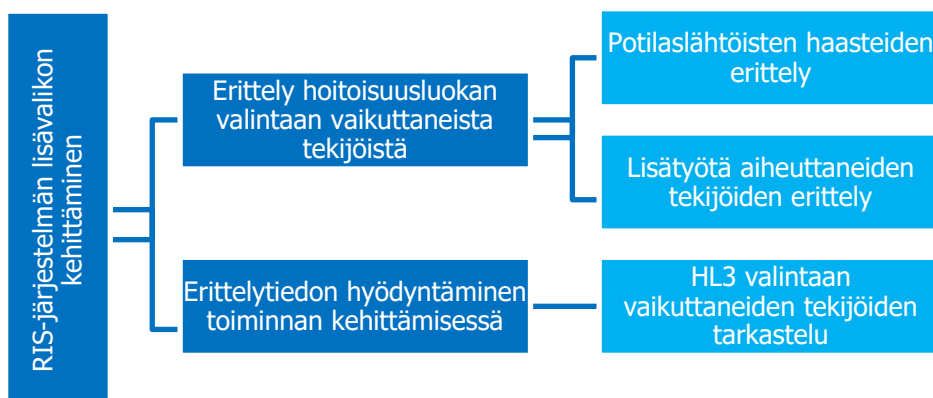 RIS-järjestelmän lisävalikon
kehittäminen
Erittely hoitoisuusluokan
valintaan vaikuttaneista
tekijöistä
Potilaslähtöisten haasteiden
erittely
Lisätyötä aiheuttaneiden
tekijöiden erittely
Erittelytiedon hyödyntäminen
toiminnan kehittämisessä
HL3 valintaan
vaikuttaneiden tekijöiden
tarkastelu